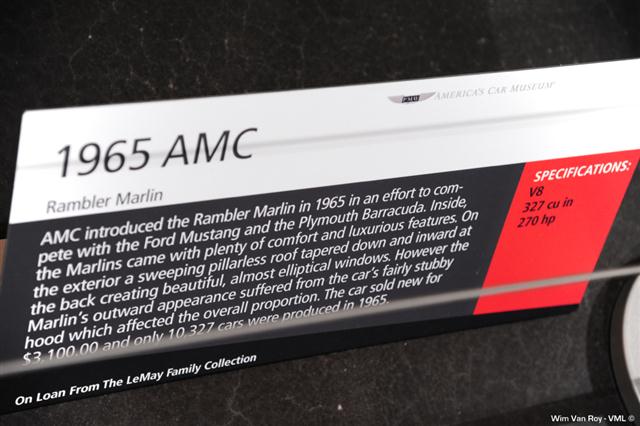 AMERICA'S CAR MUSEUM
1965 AMC
Rambler Marlin
AMC introduced the Rambler Marlin in 1965 in an effort to com-
pete with the Ford Mustang and the Plymouth Barracuda. Inside,
the Marlins came with plenty of comfort and luxurious features. On
the exterior a sweeping pillarless roof tapered down and inward at
the back creating beautiful, almost elliptical windows. However the
Marlin's outward appearance suffered from the car's fairly stubby
hood which affected the overall proportion. The car sold new for
$3,100.00 and only 10,327 cars were produced in 1965.
SPECIFICATIONS:
V8
327 cu in
270 hp
On Loan From The LeMay Family Collection
Wim Van Roy - VML ©